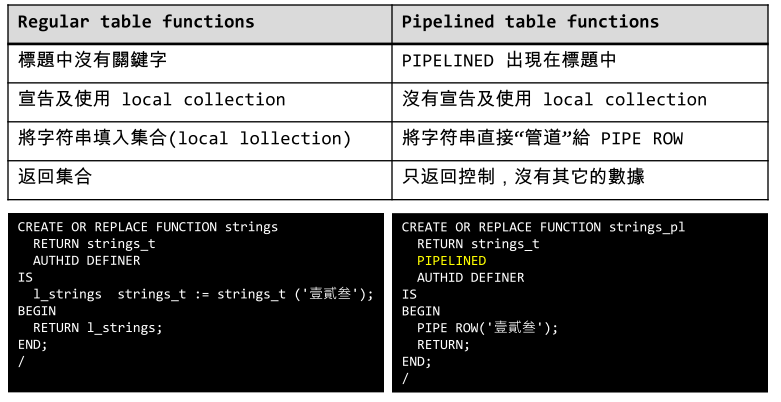 Regular table functions	Pipelined table functions
標題中沒有關鍵字	PIPELINED 出現在標題中
宣告及使用 local collection	沒有宣告及使用 local collection
將字符串填入集合(local lollection)	將字符串直接“管道”給 PIPE ROW
返回集合	只返回控制，沒有其它的數據
CREATE OR REPLACE FUNCTION strings
  RETURN strings_t
  AUTHID DEFINER
IS
  l_strings  strings_t := strings_t ('壹貳叁');
BEGIN
  RETURN l_strings;
END;
/
CREATE OR REPLACE FUNCTION strings_pl
  RETURN strings_t
  PIPELINED
  AUTHID DEFINER
IS
BEGIN
  PIPE ROW('壹貳叁');
  RETURN;
END;
/